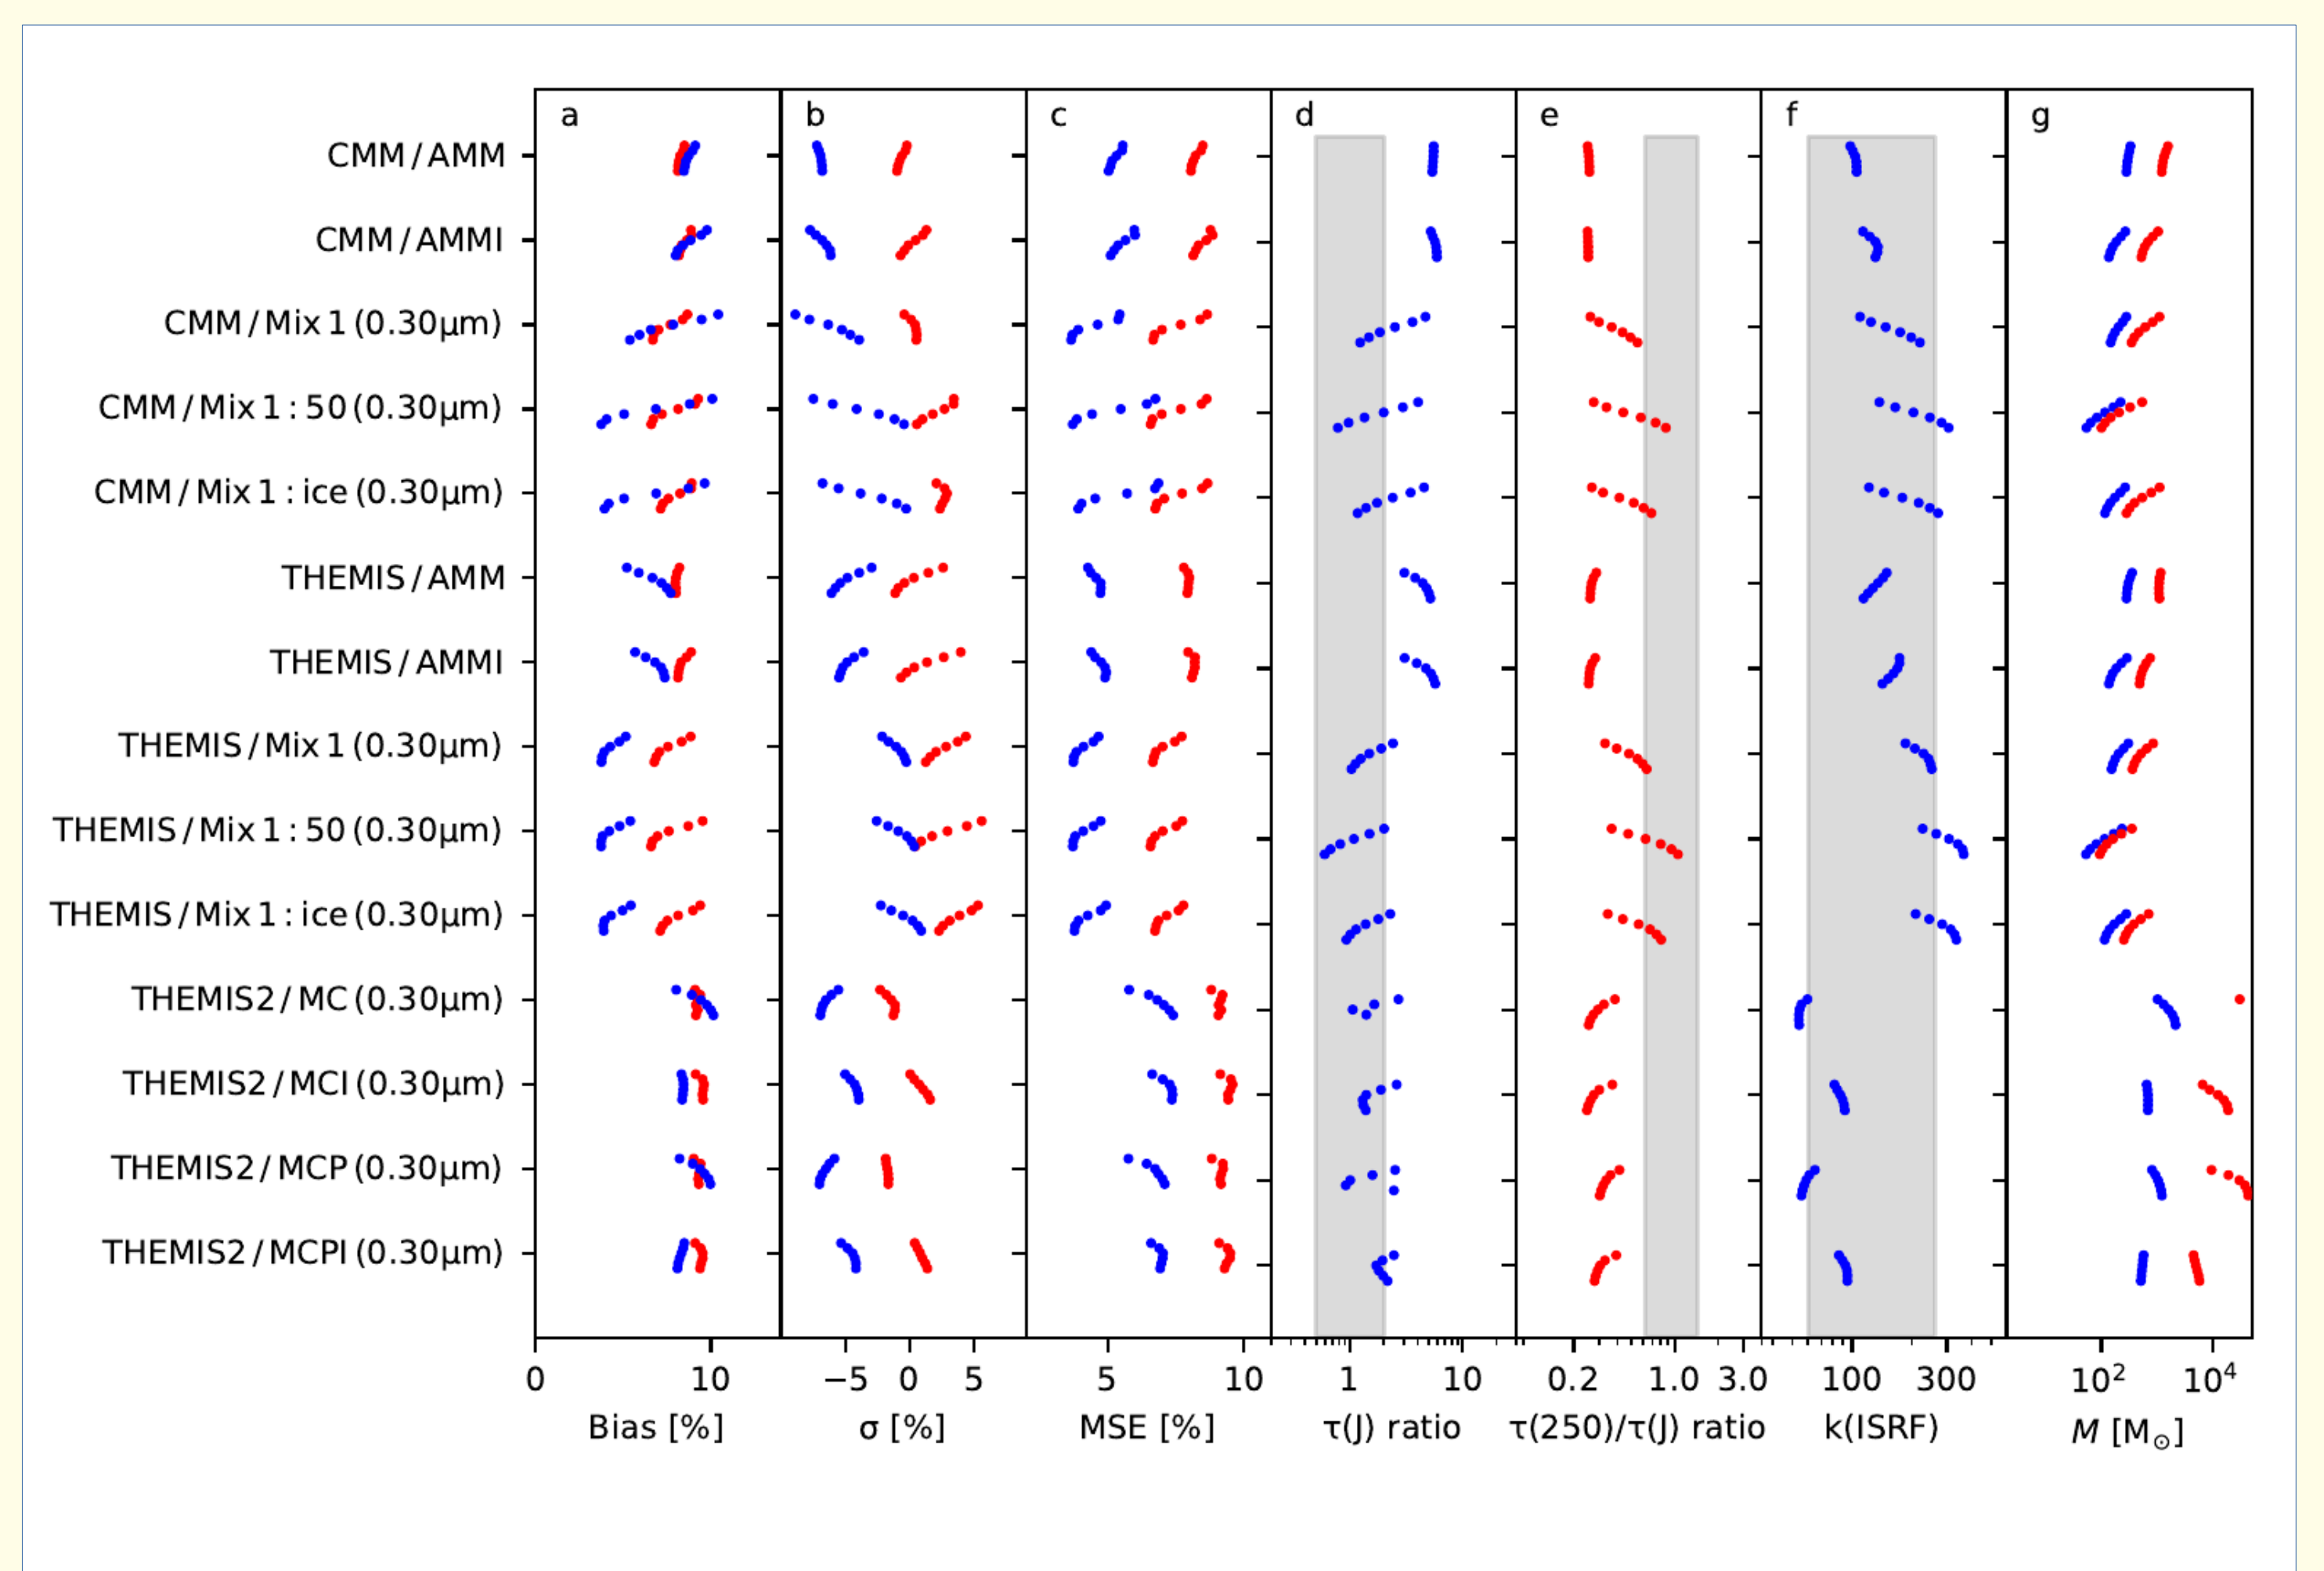 a b c d e f g
CMM / AMM
CMM / AMMI
CMM / Mix 1 (0.30μm)
CMM / Mix 1 : 50 (0.30μm)
CMM / Mix 1 : ice (0.30μm)
THEMIS / AMM
THEMIS / AMMI
THEMIS / Mix 1 (0.30μm)
THEMIS / Mix 1 : 50 (0.30μm)
THEMIS / Mix 1 : ice (0.30μm)
THEMIS2 / MC (0.30μm)
THEMIS2 / MCI (0.30μm)
THEMIS2 / MCP (0.30μm)
THEMIS2 / MCPI (0.30μm)
0 10 −5 0 5 5 10 1 10 0.2 1.0 3.0 100 300 10² 10⁴
Bias [%] σ [%] MSE [%] τ(J) ratio τ(250)/τ(J) ratio k(ISRF) M [M☉]